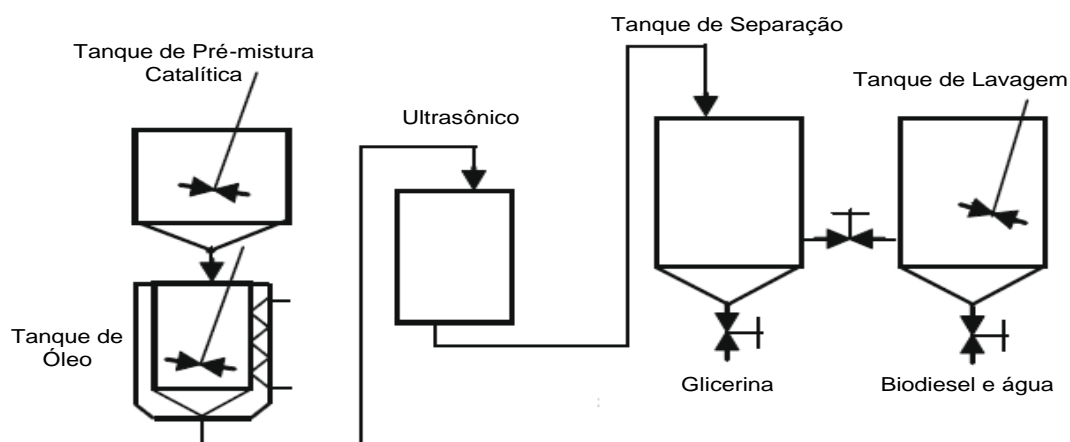 Tanque de Pré-mistura
Catalítica
Ultrasônico
Tanque de Separação
Tanque de Lavagem
Tanque de
Óleo
Glicerina
Biodiesel e água